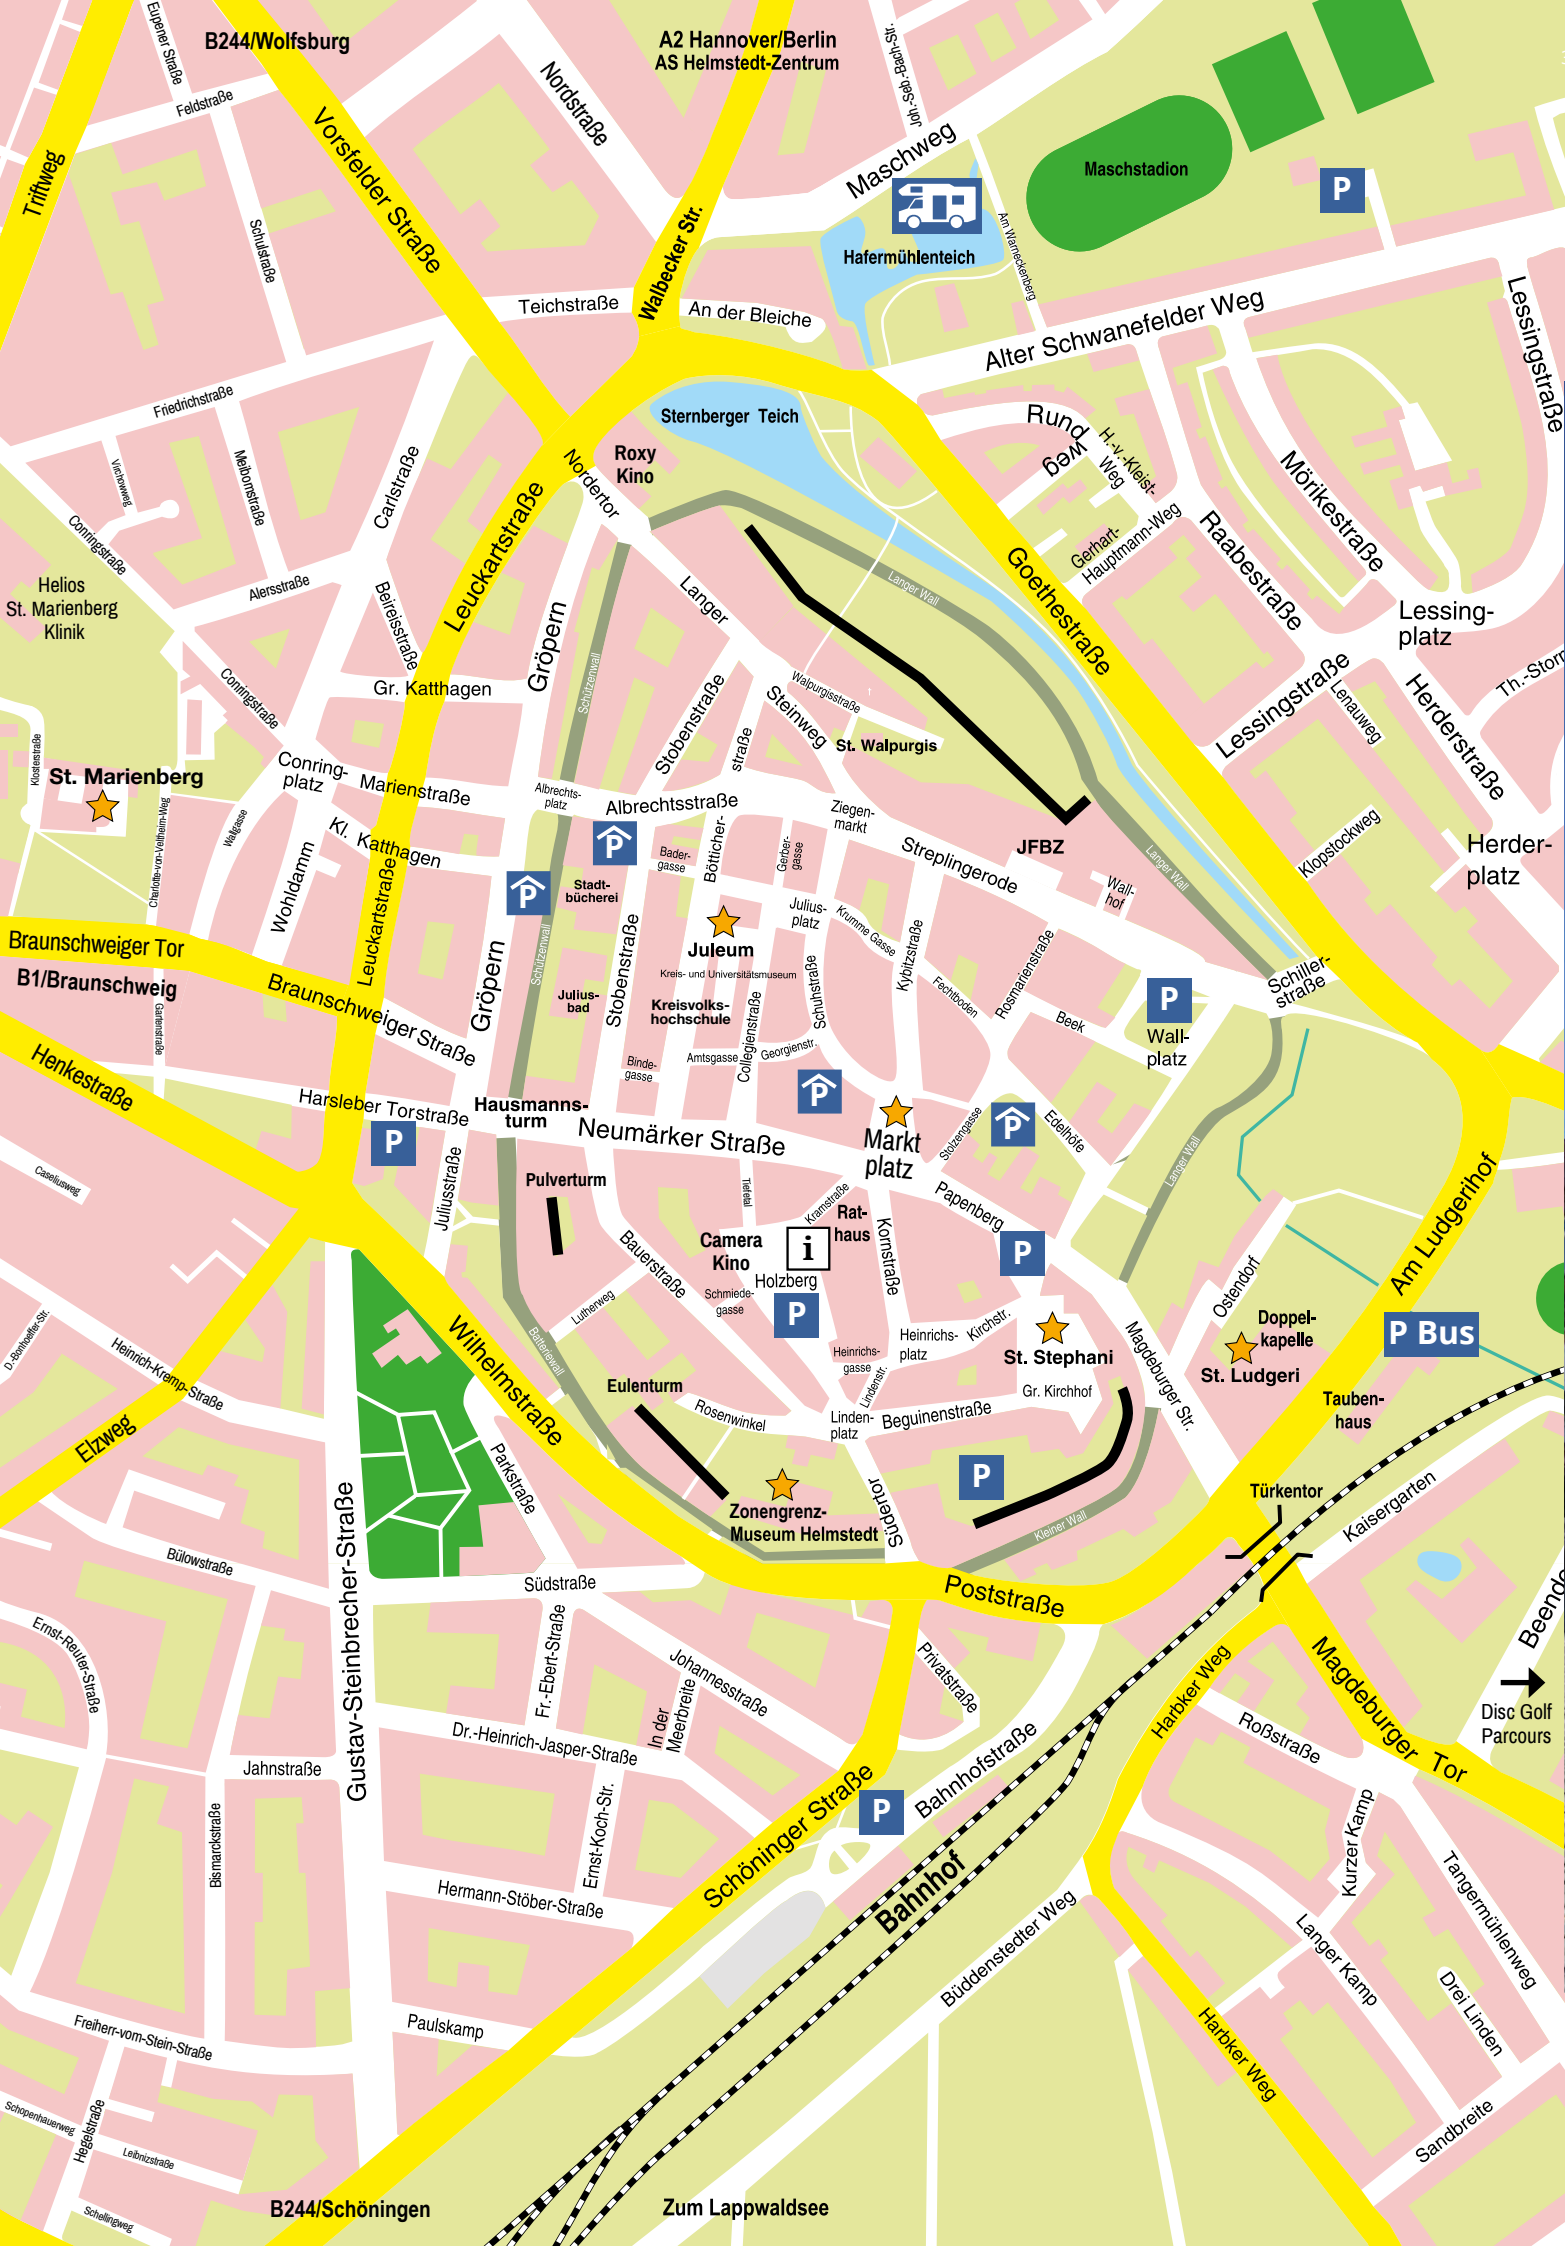 Eupener Straße
B244/Wolfsburg
A2 Hannover/Berlin
AS Helmstedt-Zentrum
Joh.-Seb.-Bach-Str.
Feldstraße
Nordstraße
Vorsfelder Straße
Maschweg
Maschstadion
P
Triftweg
Schulstraße
Walbecker Str.
Am Warneckenberg
Hafermühlenteich
Teichstraße
An der Bleiche
Alter Schwanefelder Weg
Lessingstraße
Friedrichstraße
Sternberger Teich
Rund
weg
H.-v.-Kleist-
Weg
Roxy
Kino
Nordertor
Virchowweg
Meibomstraße
Carlstraße
Mörikestraße
Conringstraße
Leuckartstraße
Gerhart-
Hauptmann-Weg
Raabestraße
Goethestraße
Helios
St. Marienberg
Klinik
Alersstraße
Beireisstraße
Langer
Langer Wall
Lessing-
platz
Gröpern
Schützenwall
Conringstraße
Gr. Katthagen
Stobenstraße
Steinweg
Walpurgisstraße
Lessingstraße
Lenauweg
Herderstraße
Th.-Storm
St. Walpurgis
straße
Klosterstraße
St. Marienberg
Conring-
platz
Marienstraße
Albrechts-
platz
Albrechtsstraße
Ziegen-
markt
Charlotte-von-Veltheim-Weg
Wallgasse
Kl. Katthagen
P
Bader-
gasse
Bötticher-
Gerber-
gasse
Streplingerode
JFBZ
Langer Wall
Klopstockweg
Herder-
platz
Wohldamm
Leuckartstraße
P
Stadt-
bücherei
Wall-
hof
Julius-
platz
Krumme Gasse
Kybitzstraße
Braunschweiger Tor
B1/Braunschweig
Braunschweiger Straße
Gröpern
Schützenwall
Stobenstraße
Juleum
Kreis- und Universitätsmuseum
Kreisvolks-
hochschule
Schuhstraße
Fechtboden
Rosmarienstraße
Schiller-
straße
P
Wall-
platz
Beek
Julius-
bad
Gartenstraße
Henkestraße
Binde-
gasse
Amtsgasse
Collegienstraße
Georgienstr.
Harsleber Torstraße
P
Hausmanns-
turm
P
Neumärker Straße
Markt
platz
Stolzengasse
P
Edelhöfe
Langer Wall
Am Ludgerihof
Caseliusweg
Juliusstraße
Pulverturm
Tiefetal
Kramstraße
Rat-
haus
Papenberg
Camera
Kino
i
Holzberg
P
Bauerstraße
Schmiede-
gasse
Kornstraße
P
Ostendorf
Doppel-
kapelle
St. Ludgeri
P Bus
D.-Bonhoeffer-Str.
Heinrich-Kremp-Straße
Wilhelmstraße
Lutherweg
Batteriewall
Heinrichs-
platz
Kirchstr.
Heinrichs-
gasse
Lindenstr.
St. Stephani
Gr. Kirchhof
Magdeburger Str.
Tauben-
haus
Elzweg
Eulenturm
Rosenwinkel
Linden-
platz
Beguinenstraße
Parkstraße
P
Türkentor
Kaisergarten
Zonengrenz-
Museum Helmstedt
Südertor
Kleiner Wall
Bülowstraße
Südstraße
Poststraße
Gustav-Steinbrecher-Straße
Ernst-Reuter-Straße
Fr.-Ebert-Straße
Johannesstraße
In der
Meerbreite
Privatstraße
Harbker Weg
Magdeburger Tor
Beendo
Disc Golf
Parcours
Dr.-Heinrich-Jasper-Straße
Roßstraße
Jahnstraße
Bismarckstraße
Ernst-Koch-Str.
Schöninger Straße
P
Bahnhofstraße
Kurzer Kamp
Tangermühlenweg
Hermann-Stöber-Straße
Bahnhof
Büddenstedter Weg
Langer Kamp
Drei Linden
Paulskamp
Freiherr-vom-Stein-Straße
Harbker Weg
Schopenhauerweg
Hegelstraße
Leibnizstraße
Sandbreite
Schellingweg
B244/Schöningen
Zum Lappwaldsee